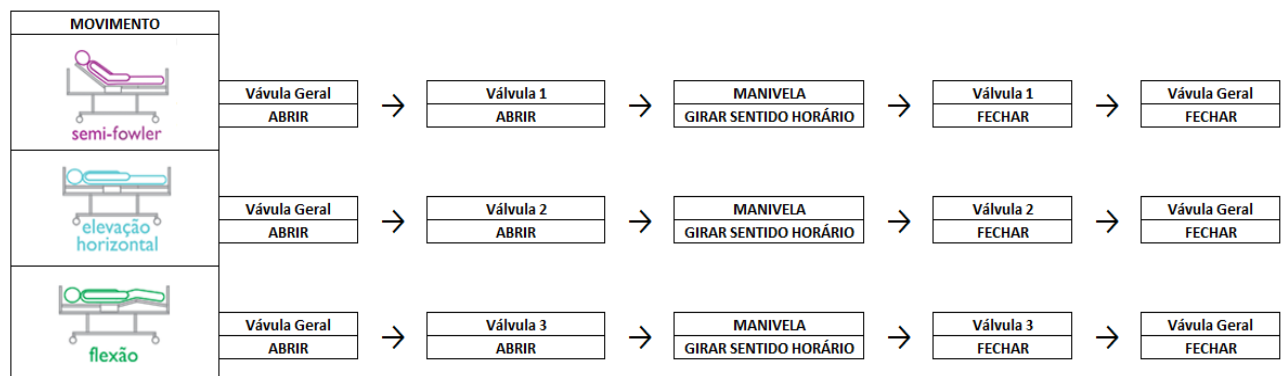 MOVIMENTO
semi-fowler
Vávula Geral → Válvula 1 → MANIVELA → Válvula 1 → Vávula Geral
ABRIR ABRIR GIRAR SENTIDO HORÁRIO FECHAR FECHAR
elevação
horizontal
Vávula Geral → Válvula 2 → MANIVELA → Válvula 2 → Vávula Geral
ABRIR ABRIR GIRAR SENTIDO HORÁRIO FECHAR FECHAR
flexão
Vávula Geral → Válvula 3 → MANIVELA → Válvula 3 → Vávula Geral
ABRIR ABRIR GIRAR SENTIDO HORÁRIO FECHAR FECHAR